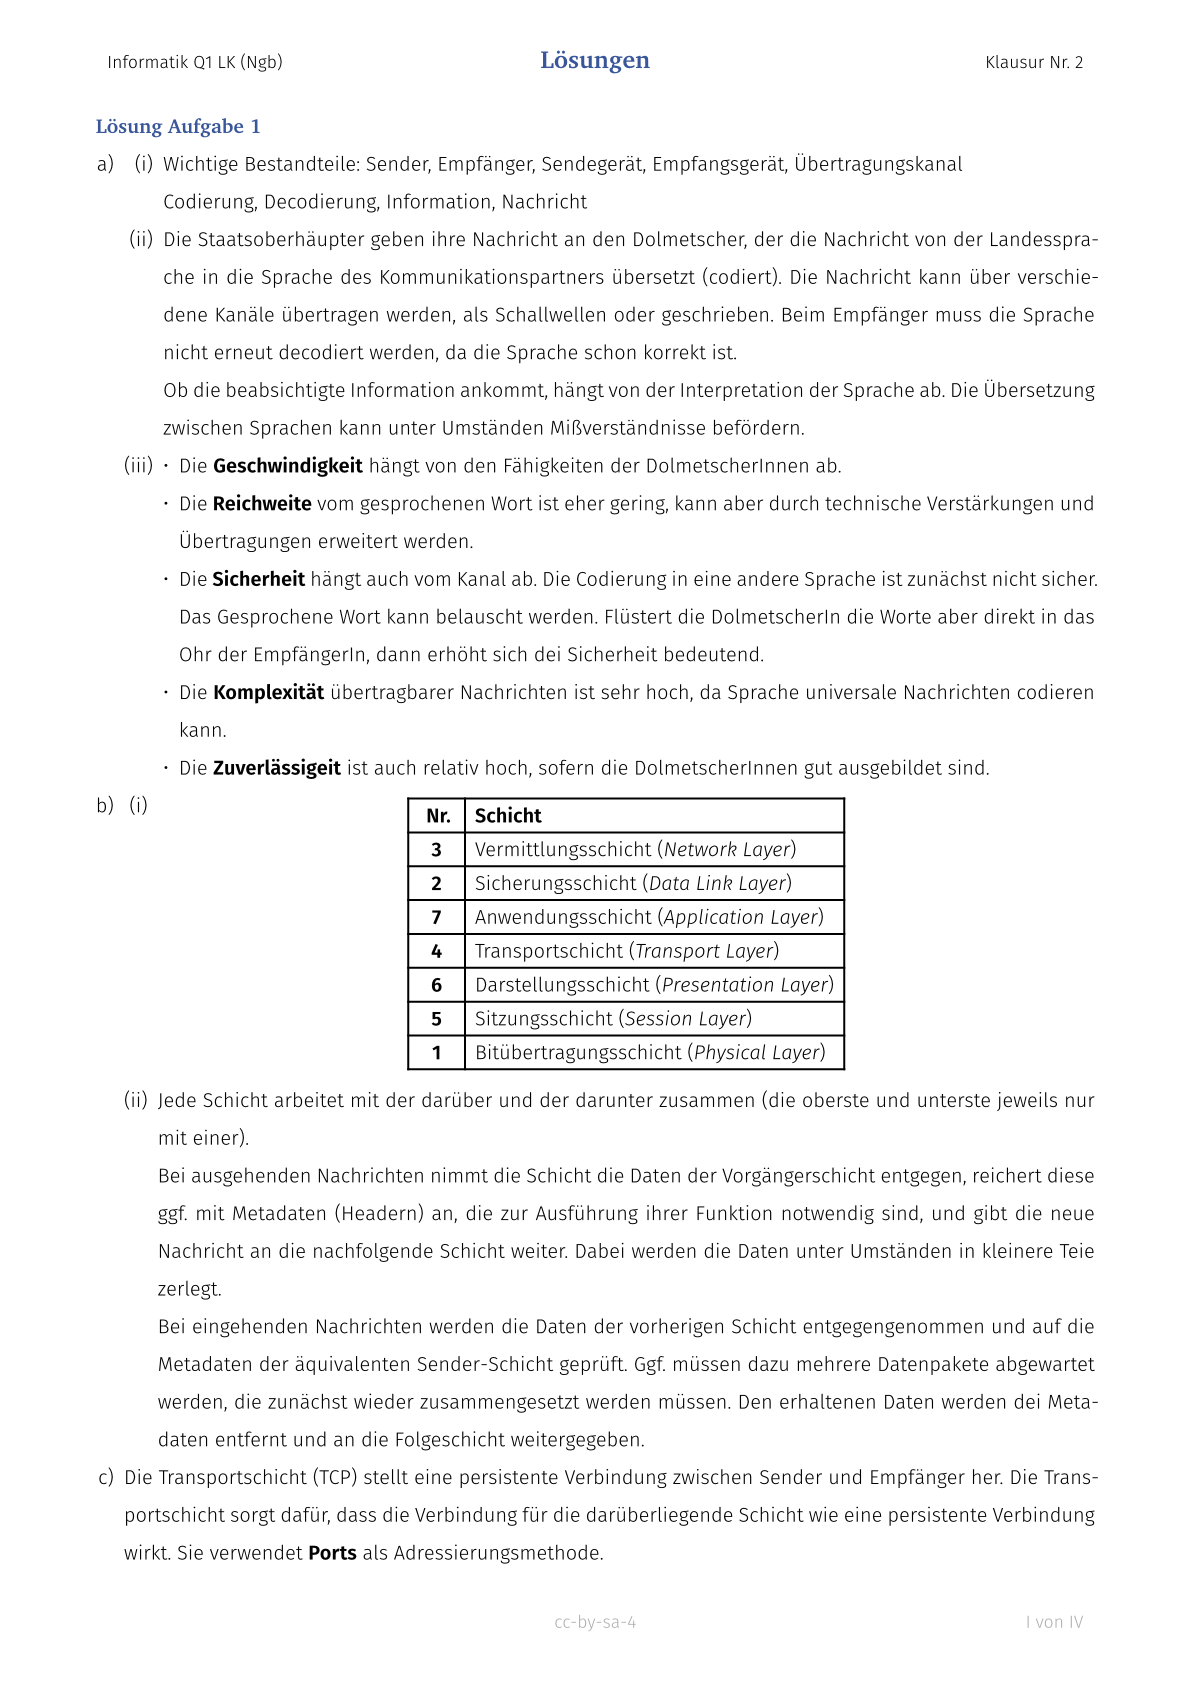 Informatik Q1 LK (Ngb) Lösungen Klausur Nr. 2
Lösung Aufgabe 1
a) (i) Wichtige Bestandteile: Sender, Empfänger, Sendegerät, Empfangsgerät, Übertragungskanal
Codierung, Decodierung, Information, Nachricht
(ii) Die Staatsoberhäupter geben ihre Nachricht an den Dolmetscher, der die Nachricht von der Landesspra-
che in die Sprache des Kommunikationspartners übersetzt (codiert). Die Nachricht kann über verschie-
dene Kanäle übertragen werden, als Schallwellen oder geschrieben. Beim Empfänger muss die Sprache
nicht erneut decodiert werden, da die Sprache schon korrekt ist.
Ob die beabsichtigte Information ankommt, hängt von der Interpretation der Sprache ab. Die Übersetzung
zwischen Sprachen kann unter Umständen Mißverständnisse befördern.
(iii) • Die Geschwindigkeit hängt von den Fähigkeiten der DolmetscherInnen ab.
• Die Reichweite vom gesprochenen Wort ist eher gering, kann aber durch technische Verstärkungen und
Übertragungen erweitert werden.
• Die Sicherheit hängt auch vom Kanal ab. Die Codierung in eine andere Sprache ist zunächst nicht sicher.
Das Gesprochene Wort kann belauscht werden. Flüstert die DolmetscherIn die Worte aber direkt in das
Ohr der EmpfängerIn, dann erhöht sich dei Sicherheit bedeutend.
• Die Komplexität übertragbarer Nachrichten ist sehr hoch, da Sprache universale Nachrichten codieren
kann.
• Die Zuverlässigeit ist auch relativ hoch, sofern die DolmetscherInnen gut ausgebildet sind.
b) (i)
Nr. Schicht
3 Vermittlungsschicht (Network Layer)
2 Sicherungsschicht (Data Link Layer)
7 Anwendungsschicht (Application Layer)
4 Transportschicht (Transport Layer)
6 Darstellungsschicht (Presentation Layer)
5 Sitzungsschicht (Session Layer)
1 Bitübertragungsschicht (Physical Layer)
(ii) Jede Schicht arbeitet mit der darüber und der darunter zusammen (die oberste und unterste jeweils nur
mit einer).
Bei ausgehenden Nachrichten nimmt die Schicht die Daten der Vorgängerschicht entgegen, reichert diese
ggf. mit Metadaten (Headern) an, die zur Ausführung ihrer Funktion notwendig sind, und gibt die neue
Nachricht an die nachfolgende Schicht weiter. Dabei werden die Daten unter Umständen in kleinere Teie
zerlegt.
Bei eingehenden Nachrichten werden die Daten der vorherigen Schicht entgegengenommen und auf die
Metadaten der äquivalenten Sender-Schicht geprüft. Ggf. müssen dazu mehrere Datenpakete abgewartet
werden, die zunächst wieder zusammengesetzt werden müssen. Den erhaltenen Daten werden dei Meta-
daten entfernt und an die Folgeschicht weitergegeben.
c) Die Transportschicht (TCP) stellt eine persistente Verbindung zwischen Sender und Empfänger her. Die Trans-
portschicht sorgt dafür, dass die Verbindung für die darüberliegende Schicht wie eine persistente Verbindung
wirkt. Sie verwendet Ports als Adressierungsmethode.
cc-by-sa-4 I von IV